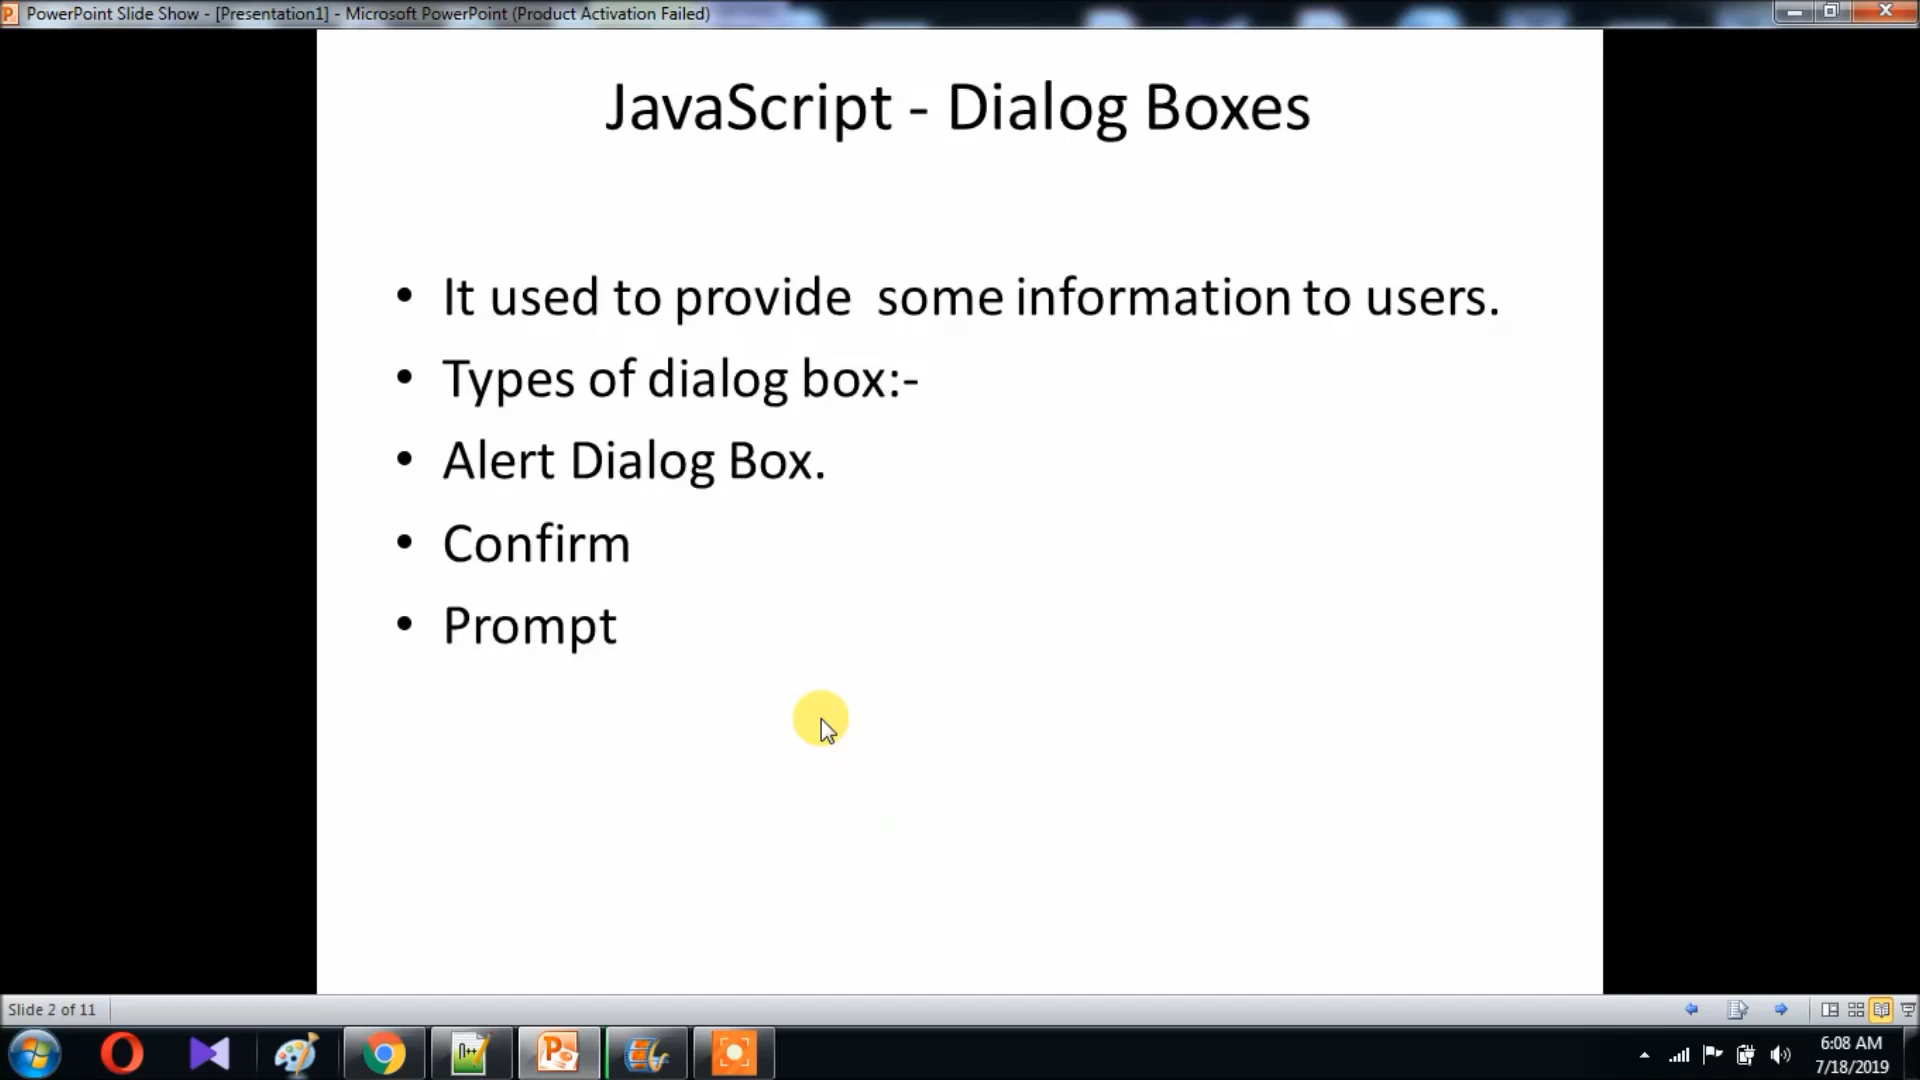 PowerPoint Slide Show - [Presentation1] - Microsoft PowerPoint (Product Activation Failed)
JavaScript - Dialog Boxes
• It used to provide  some information to users.
• Types of dialog box:-
• Alert Dialog Box.
• Confirm
• Prompt
Slide 2 of 11
6:08 AM
7/18/2019